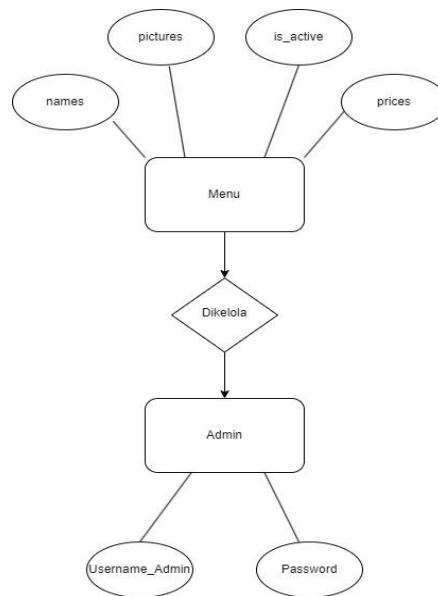 pictures
is_active
names
prices
Menu
Dikelola
Admin
Username_Admin
Password